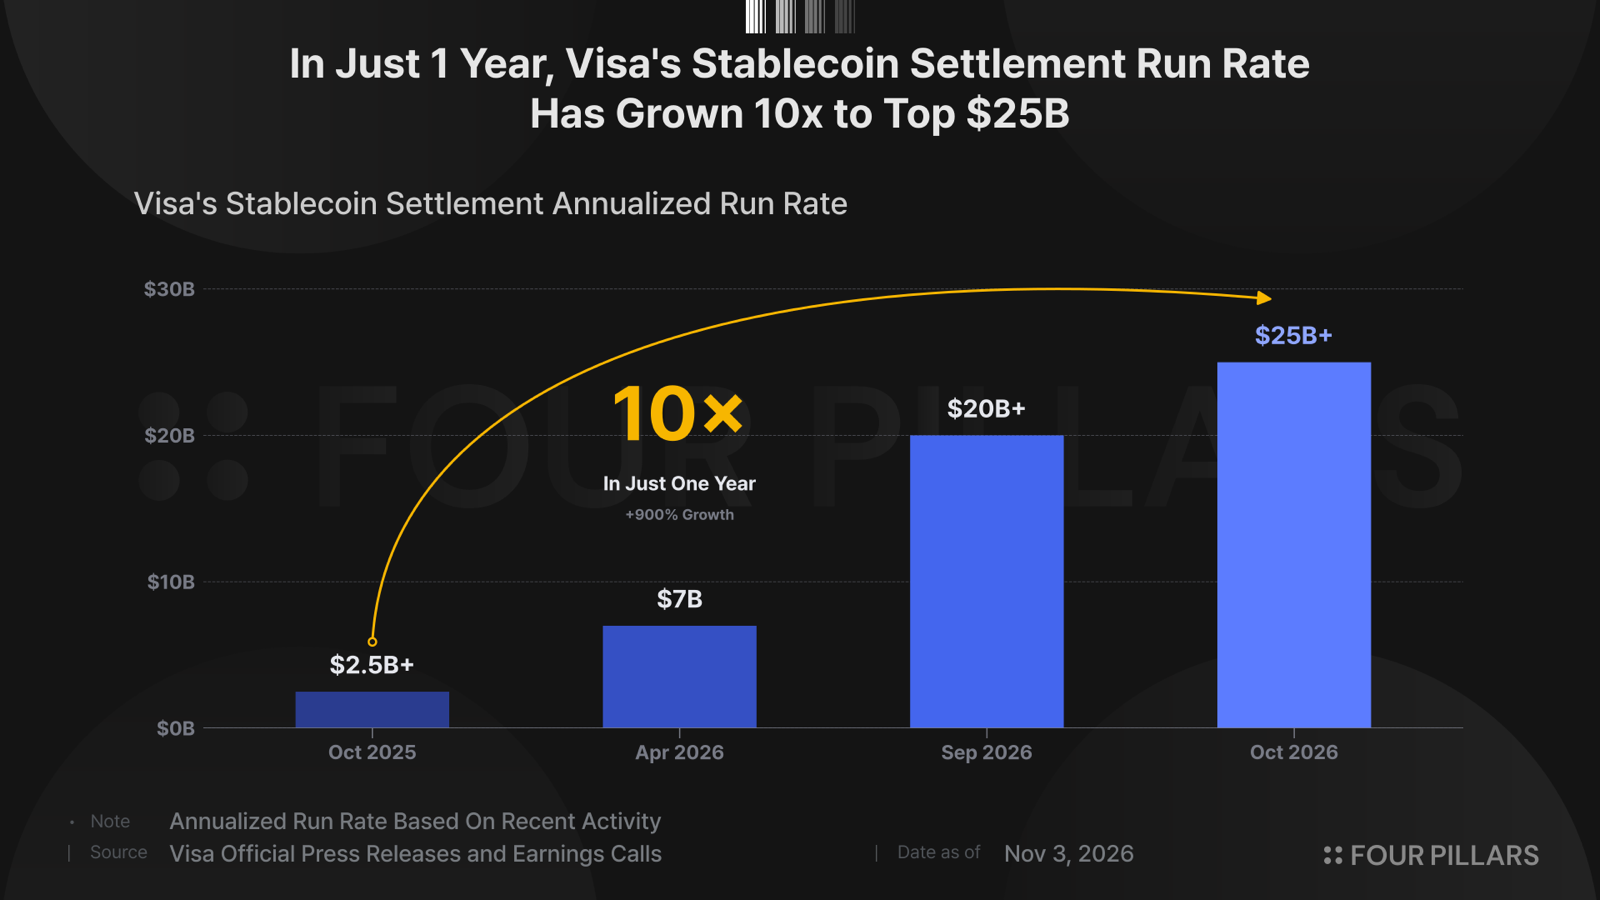 In Just 1 Year, Visa's Stablecoin Settlement Run Rate
Has Grown 10x to Top $25B
Visa's Stablecoin Settlement Annualized Run Rate
$30B
$20B
$10B
$0B
FOUR PILLARS
10×
In Just One Year
+900% Growth
$2.5B+
$7B
$20B+
$25B+
Oct 2025
Apr 2026
Sep 2026
Oct 2026
• Note Annualized Run Rate Based On Recent Activity
| Source Visa Official Press Releases and Earnings Calls
| Date as of Nov 3, 2026
FOUR PILLARS